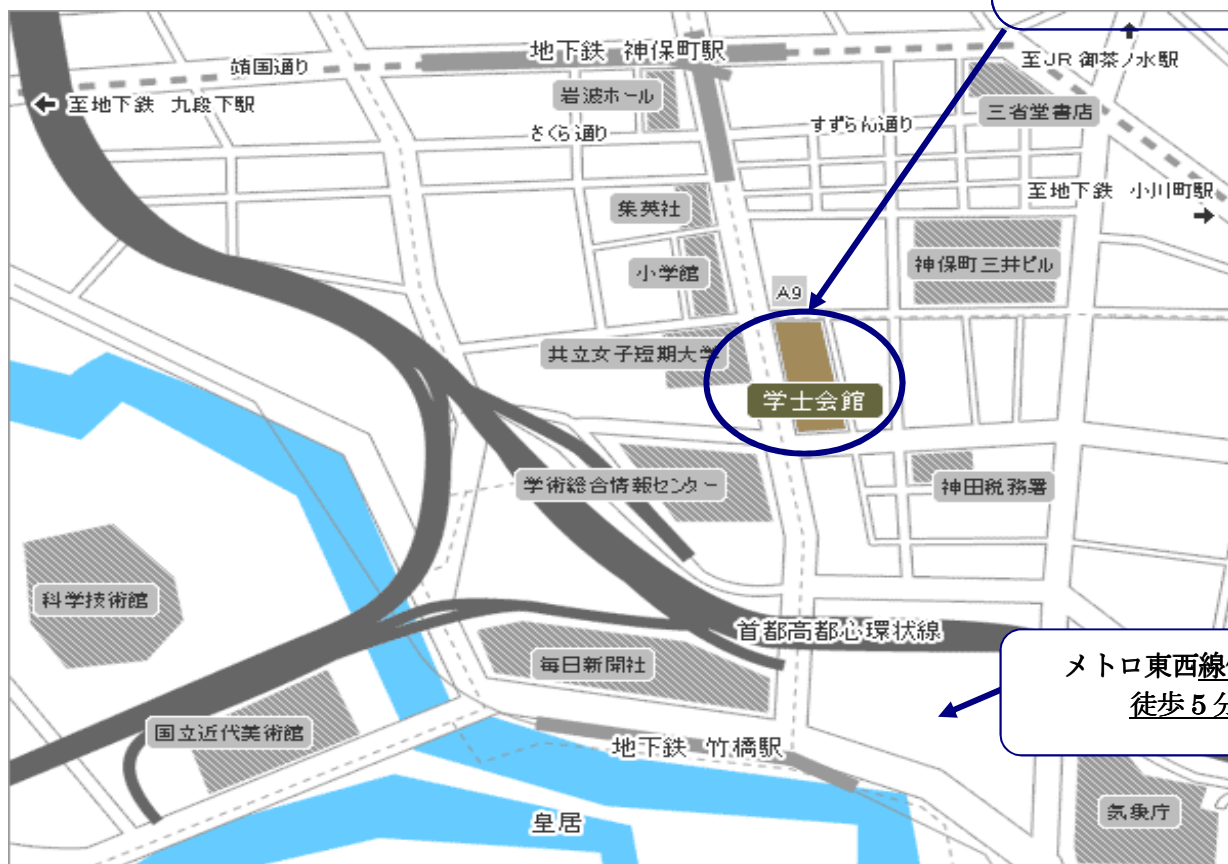 地下鉄 神保町駅
靖国通り
至JR御茶ノ水駅
至地下鉄 九段下駅
岩波ホール
三省堂書店
さくら通り
すずらん通り
至地下鉄 小川町駅
集英社
小学館
神保町三井ビル
A9
共立女子短期大学
学士会館
学術総合情報センター
神田税務署
科学技術館
首都高都心環状線
毎日新聞社
メトロ東西線
徒歩5分
国立近代美術館
地下鉄 竹橋駅
気象庁
皇居